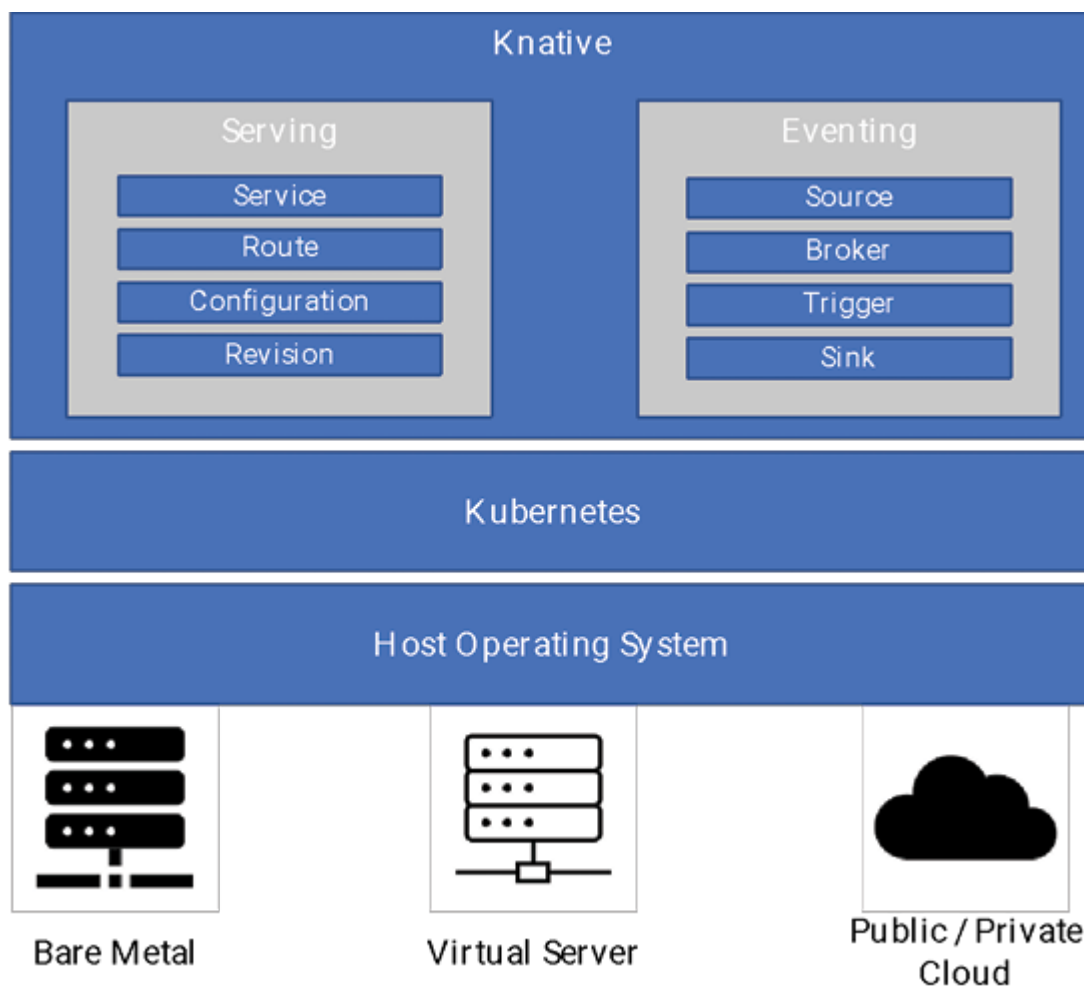 Knative
Serving
Service
Route
Configuration
Revision
Eventing
Source
Broker
Trigger
Sink
Kubernetes
Host Operating System
Bare Metal
Virtual Server
Public / Private
Cloud